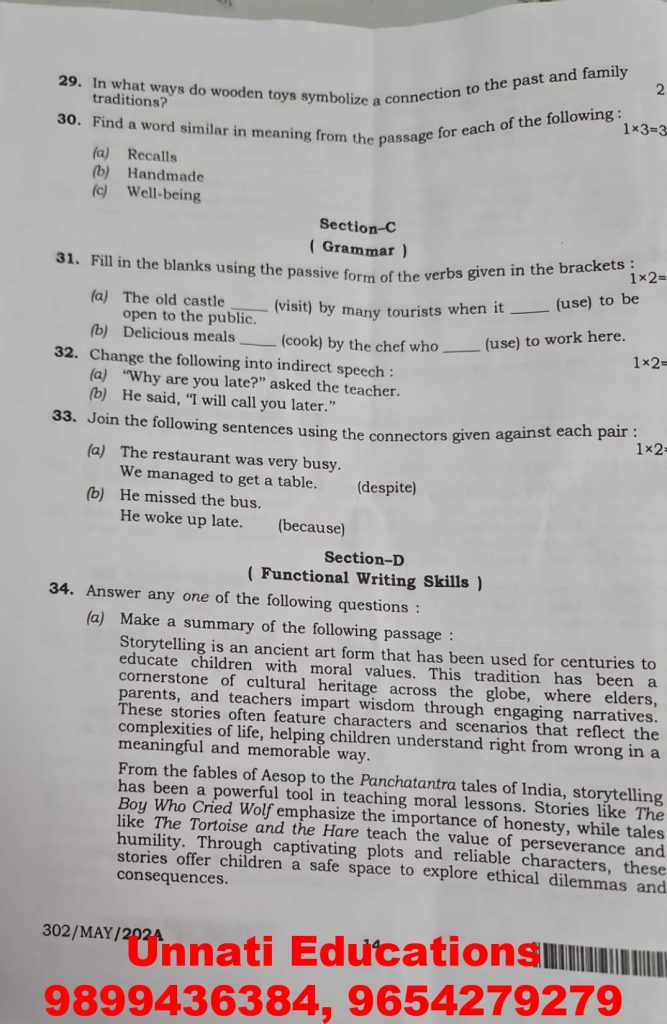 29. In what ways do wooden toys symbolize a connection to the past and family
traditions? 2
30. Find a word similar in meaning from the passage for each of the following :
1×3=3
(a) Recalls
(b) Handmade
(c) Well-being
Section–C
( Grammar )
31. Fill in the blanks using the passive form of the verbs given in the brackets :
1×2=
(a) The old castle _____ (visit) by many tourists when it _____ (use) to be
open to the public.
(b) Delicious meals _____ (cook) by the chef who _____ (use) to work here.
32. Change the following into indirect speech : 1×2=
(a) “Why are you late?” asked the teacher.
(b) He said, “I will call you later.”
33. Join the following sentences using the connectors given against each pair :
1×2=
(a) The restaurant was very busy.
We managed to get a table. (despite)
(b) He missed the bus.
He woke up late. (because)
Section–D
( Functional Writing Skills )
34. Answer any one of the following questions :
(a) Make a summary of the following passage :
Storytelling is an ancient art form that has been used for centuries to
educate children with moral values. This tradition has been a
cornerstone of cultural heritage across the globe, where elders,
parents, and teachers impart wisdom through engaging narratives.
These stories often feature characters and scenarios that reflect the
complexities of life, helping children understand right from wrong in a
meaningful and memorable way.
From the fables of Aesop to the Panchatantra tales of India, storytelling
has been a powerful tool in teaching moral lessons. Stories like The
Boy Who Cried Wolf emphasize the importance of honesty, while tales
like The Tortoise and the Hare teach the value of perseverance and
humility. Through captivating plots and reliable characters, these
stories offer children a safe space to explore ethical dilemmas and
consequences.
302/MAY/202A 14
Unnati Educations
9899436384, 9654279279